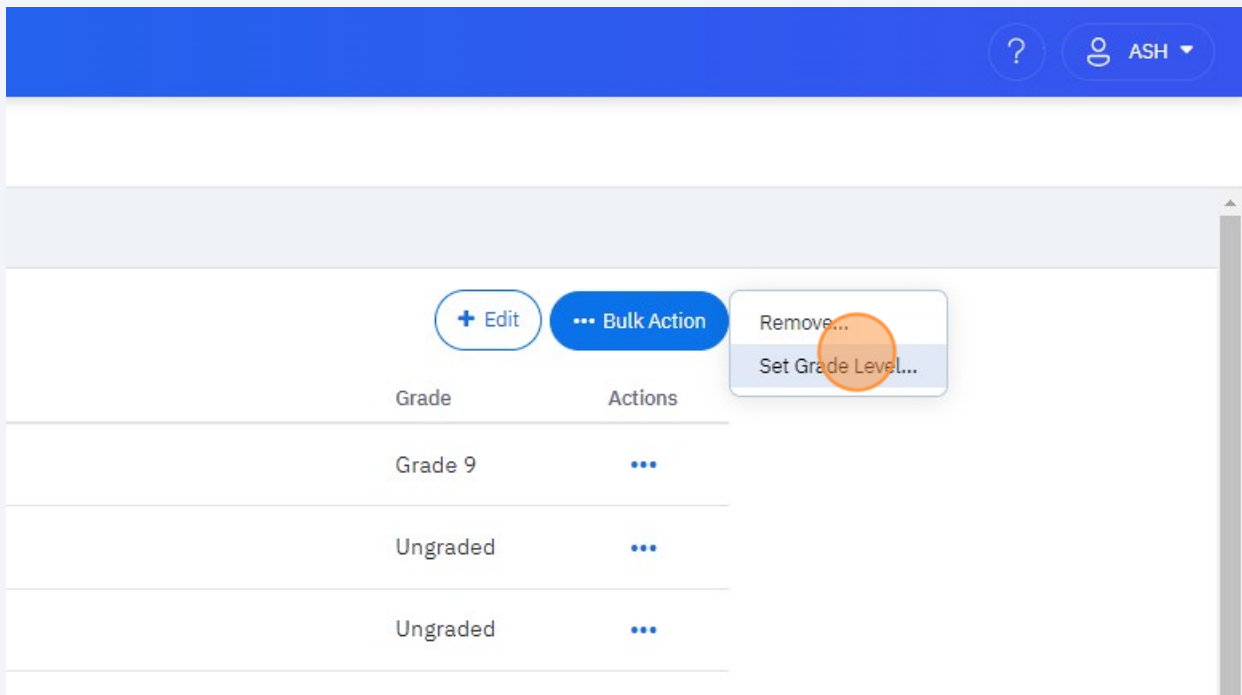 ? ASH
+ Edit ••• Bulk Action Remove...
Set Grade Level...
Grade Actions
Grade 9 •••
Ungraded •••
Ungraded •••